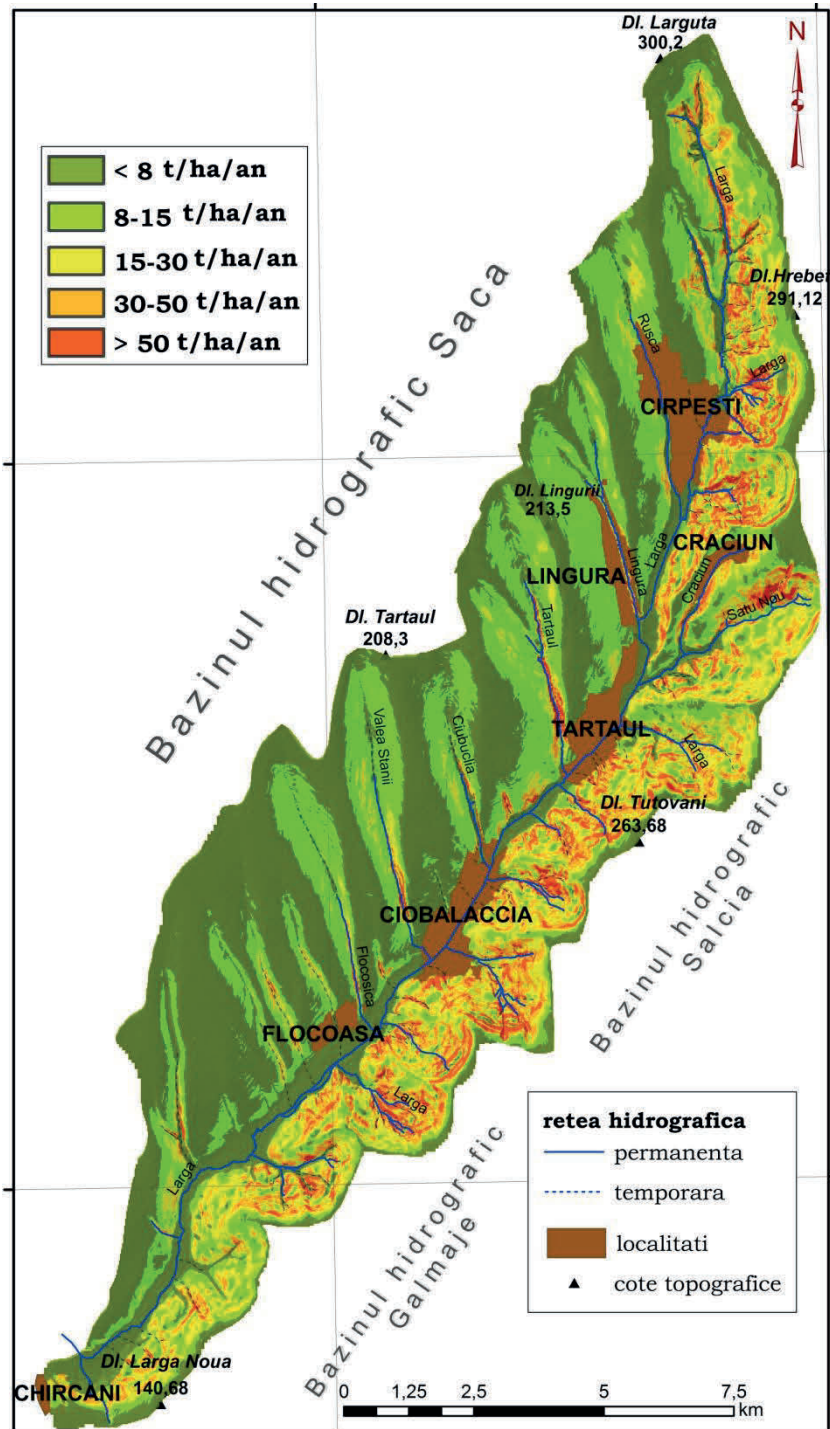 Dl. Larguta
300,2
N
< 8 t/ha/an
8-15 t/ha/an
15-30 t/ha/an
30-50 t/ha/an
> 50 t/ha/an
Larga
Dl.Hrebet
291,12
Bazinul hidrografic Saca
Rusca
Larga
CIRPESTI
Dl. Lingurii
213,5
Lingura
Larga
CRACIUN
LINGURA
Craciun
Satu Nou
Tartaul
Dl. Tartaul
208,3
Valea Stanii
Ciubuclia
TARTAUL
Larga
Dl. Tutovani
263,68
Bazinul hidrografic
Salcia
CIOBALACCIA
Flocosica
FLOCOASA
Larga
Larga
Bazinul hidrografic
Galmaje
retea hidrografica
permanenta
temporara
localitati
cote topografice
Dl. Larga Noua
140,68
CHIRCANI
0 1,25 2,5 5 7,5
km